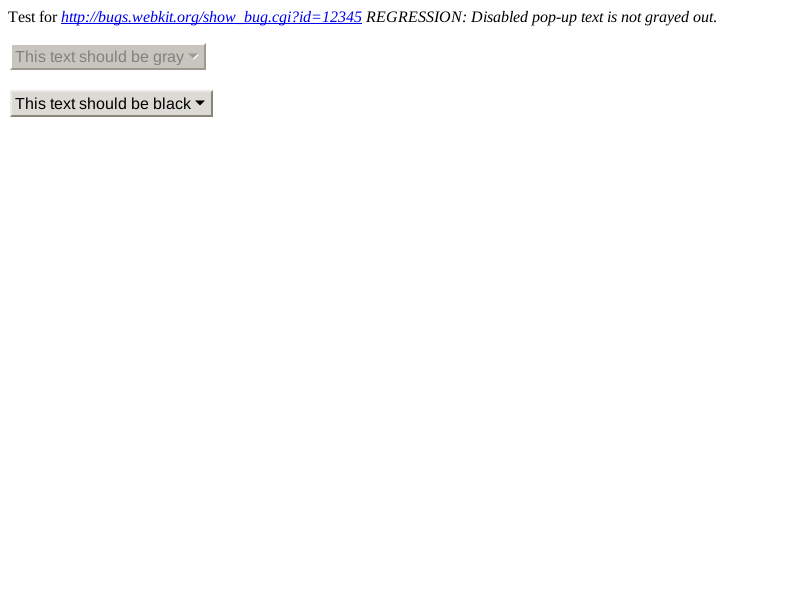 Test for http://bugs.webkit.org/show_bug.cgi?id=12345 REGRESSION: Disabled pop-up text is not grayed out.
This text should be gray
This text should be black